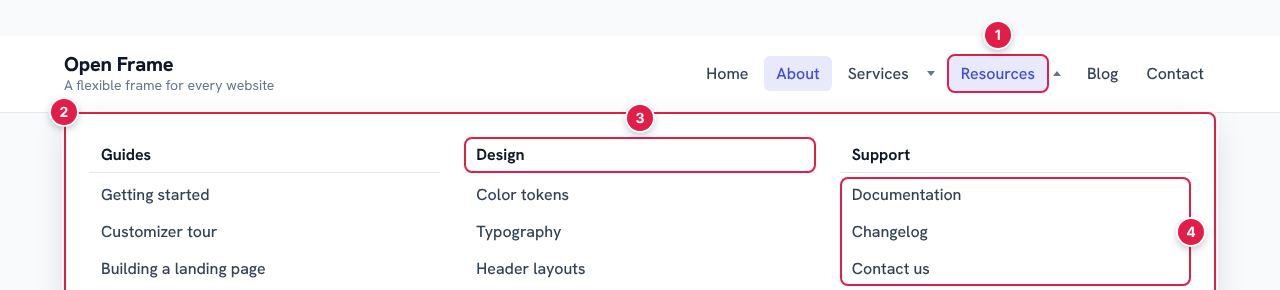 1
Open Frame
A flexible frame for every website
Home About Services Resources Blog Contact
2
3
Guides Design Support
Getting started Color tokens Documentation
Customizer tour Typography Changelog
4
Building a landing page Header layouts Contact us